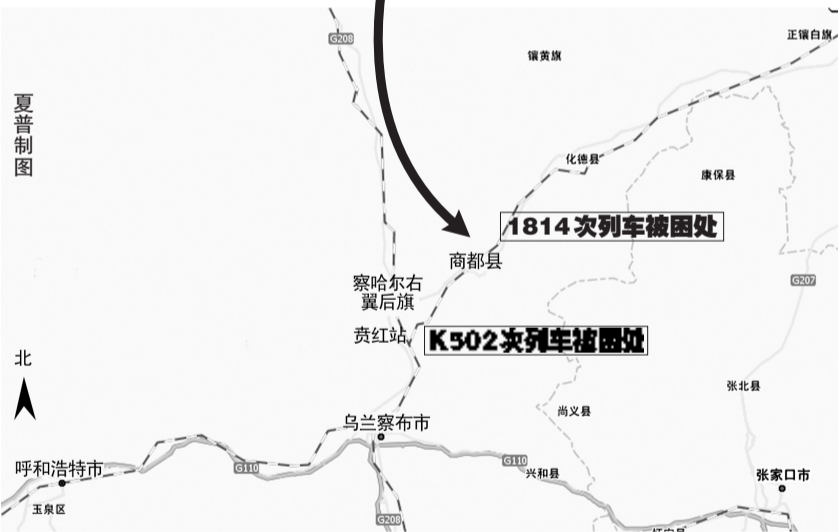 G208
正镶白旗
镶黄旗
夏普制图
化德县
康保县
1814次列车被困处
商都县
G207
察哈尔右
翼后旗
贲红站
K502次列车被困处
北
张北县
尚义县
乌兰察布市
呼和浩特市
G110
G110
兴和县
张家口市
玉泉区
G208